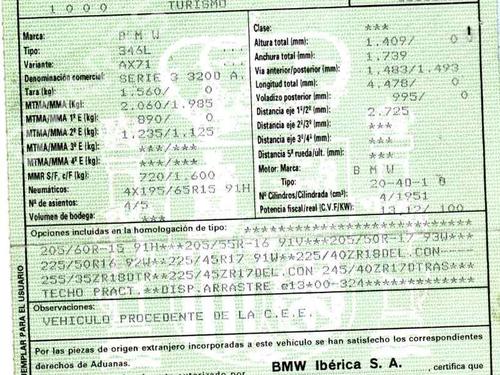 1000 TURISMO
Marca: B M W
Tipo: 346L
Variante: AX71
Denominación comercial: SERIE 3 3200 A.
Tara (kg): 1.560/ 0
MTMA/MMA (Kg): 2.060/1.985
MTMA/MMA 1º E (kg): 890/ 0
MTMA/MMA 2º E (kg): 1.235/1.125
MTMA/MMA 3º E (kg): ***/***
MTMA/MMA 4º E (kg): ***/***
MMR S/F, c/F (kg): 720/1.600
Neumáticos: 4X195/65R15 91H
Nº de asientos: 4/5
Volumen de bodega: ***
Clase: ***
Altura total (mm): 1.409/ 0
Anchura total (mm): 1.739
Via anterior/posterior (mm): 1.483/1.493
Longitud total (mm): 4.478/ 0
Voladizo posterior (mm): 995/ 0
Distancia eje 1º/2º (mm): 2.725
Distancia eje 2º/3º (mm): ***
Distancia eje 3º/4º (mm): ***
Distancia 5ª rueda/ult. (mm): ***
Motor: Marca: B M W
Tipo: 20-4D-1 0
Nº Cilindros/Cilindrada (cm³): 4/1951
Potencia fiscal/real (C.V.F/KW): 13,12/ 100
Opciones incluidas en la homologación de tipo: ***
205/60R-15 91H**205/55R-16 91V**205/50R-17 93W***
225/50R16 92W**225/45R17 91W**225/40ZR18DEL.CON---
255/35ZR18DTR**225/45ZR17DEL.CON 245/40ZR17DTRAS***
TECHO PRACT.**DISP.ARRASTRE e13*00-324
Observaciones:
VEHICULO PROCEDENTE DE LA C.E.E.
Por las piezas de origen extranjero incorporadas a este vehículo se han satisfecho los correspondientes
derechos de Aduanas.
BMW Ibérica S. A. , certifica que
EJEMPLAR PARA EL USUARIO